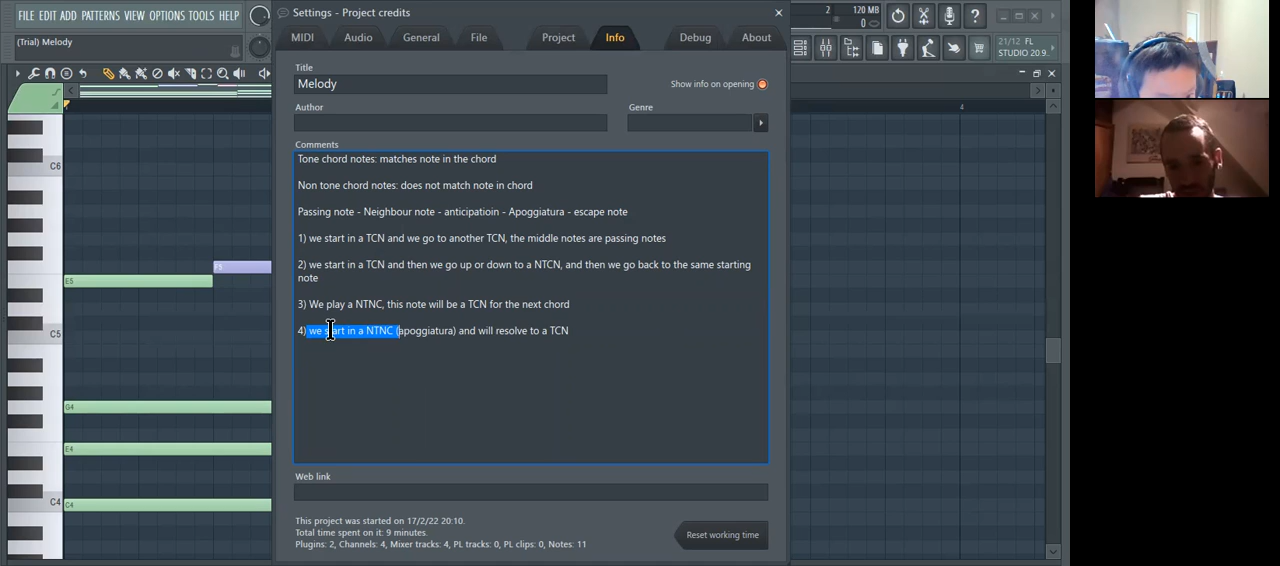 FILE EDIT ADD PATTERNS VIEW OPTIONS TOOLS HELP
(Trial) Melody
Settings - Project credits
MIDI Audio General File Project Info Debug About
2 120 MB
0
21/12 FL
STUDIO 20.9..
Title
Melody
Show info on opening
Author
Genre
Comments
Tone chord notes: matches note in the chord
Non tone chord notes: does not match note in chord
Passing note - Neighbour note - anticipatioin - Apoggiatura - escape note
1) we start in a TCN and we go to another TCN, the middle notes are passing notes
2) we start in a TCN and then we go up or down to a NTCN, and then we go back to the same starting
note
3) We play a NTNC, this note will be a TCN for the next chord
4) we start in a NTNC (apoggiatura) and will resolve to a TCN
Web link
This project was started on 17/2/22 20:10.
Total time spent on it: 9 minutes.
Plugins: 2, Channels: 4, Mixer tracks: 4, PL tracks: 0, PL clips: 0, Notes: 11
Reset working time
4
C6
F5
E5
C5
G4
E4
C4
C4